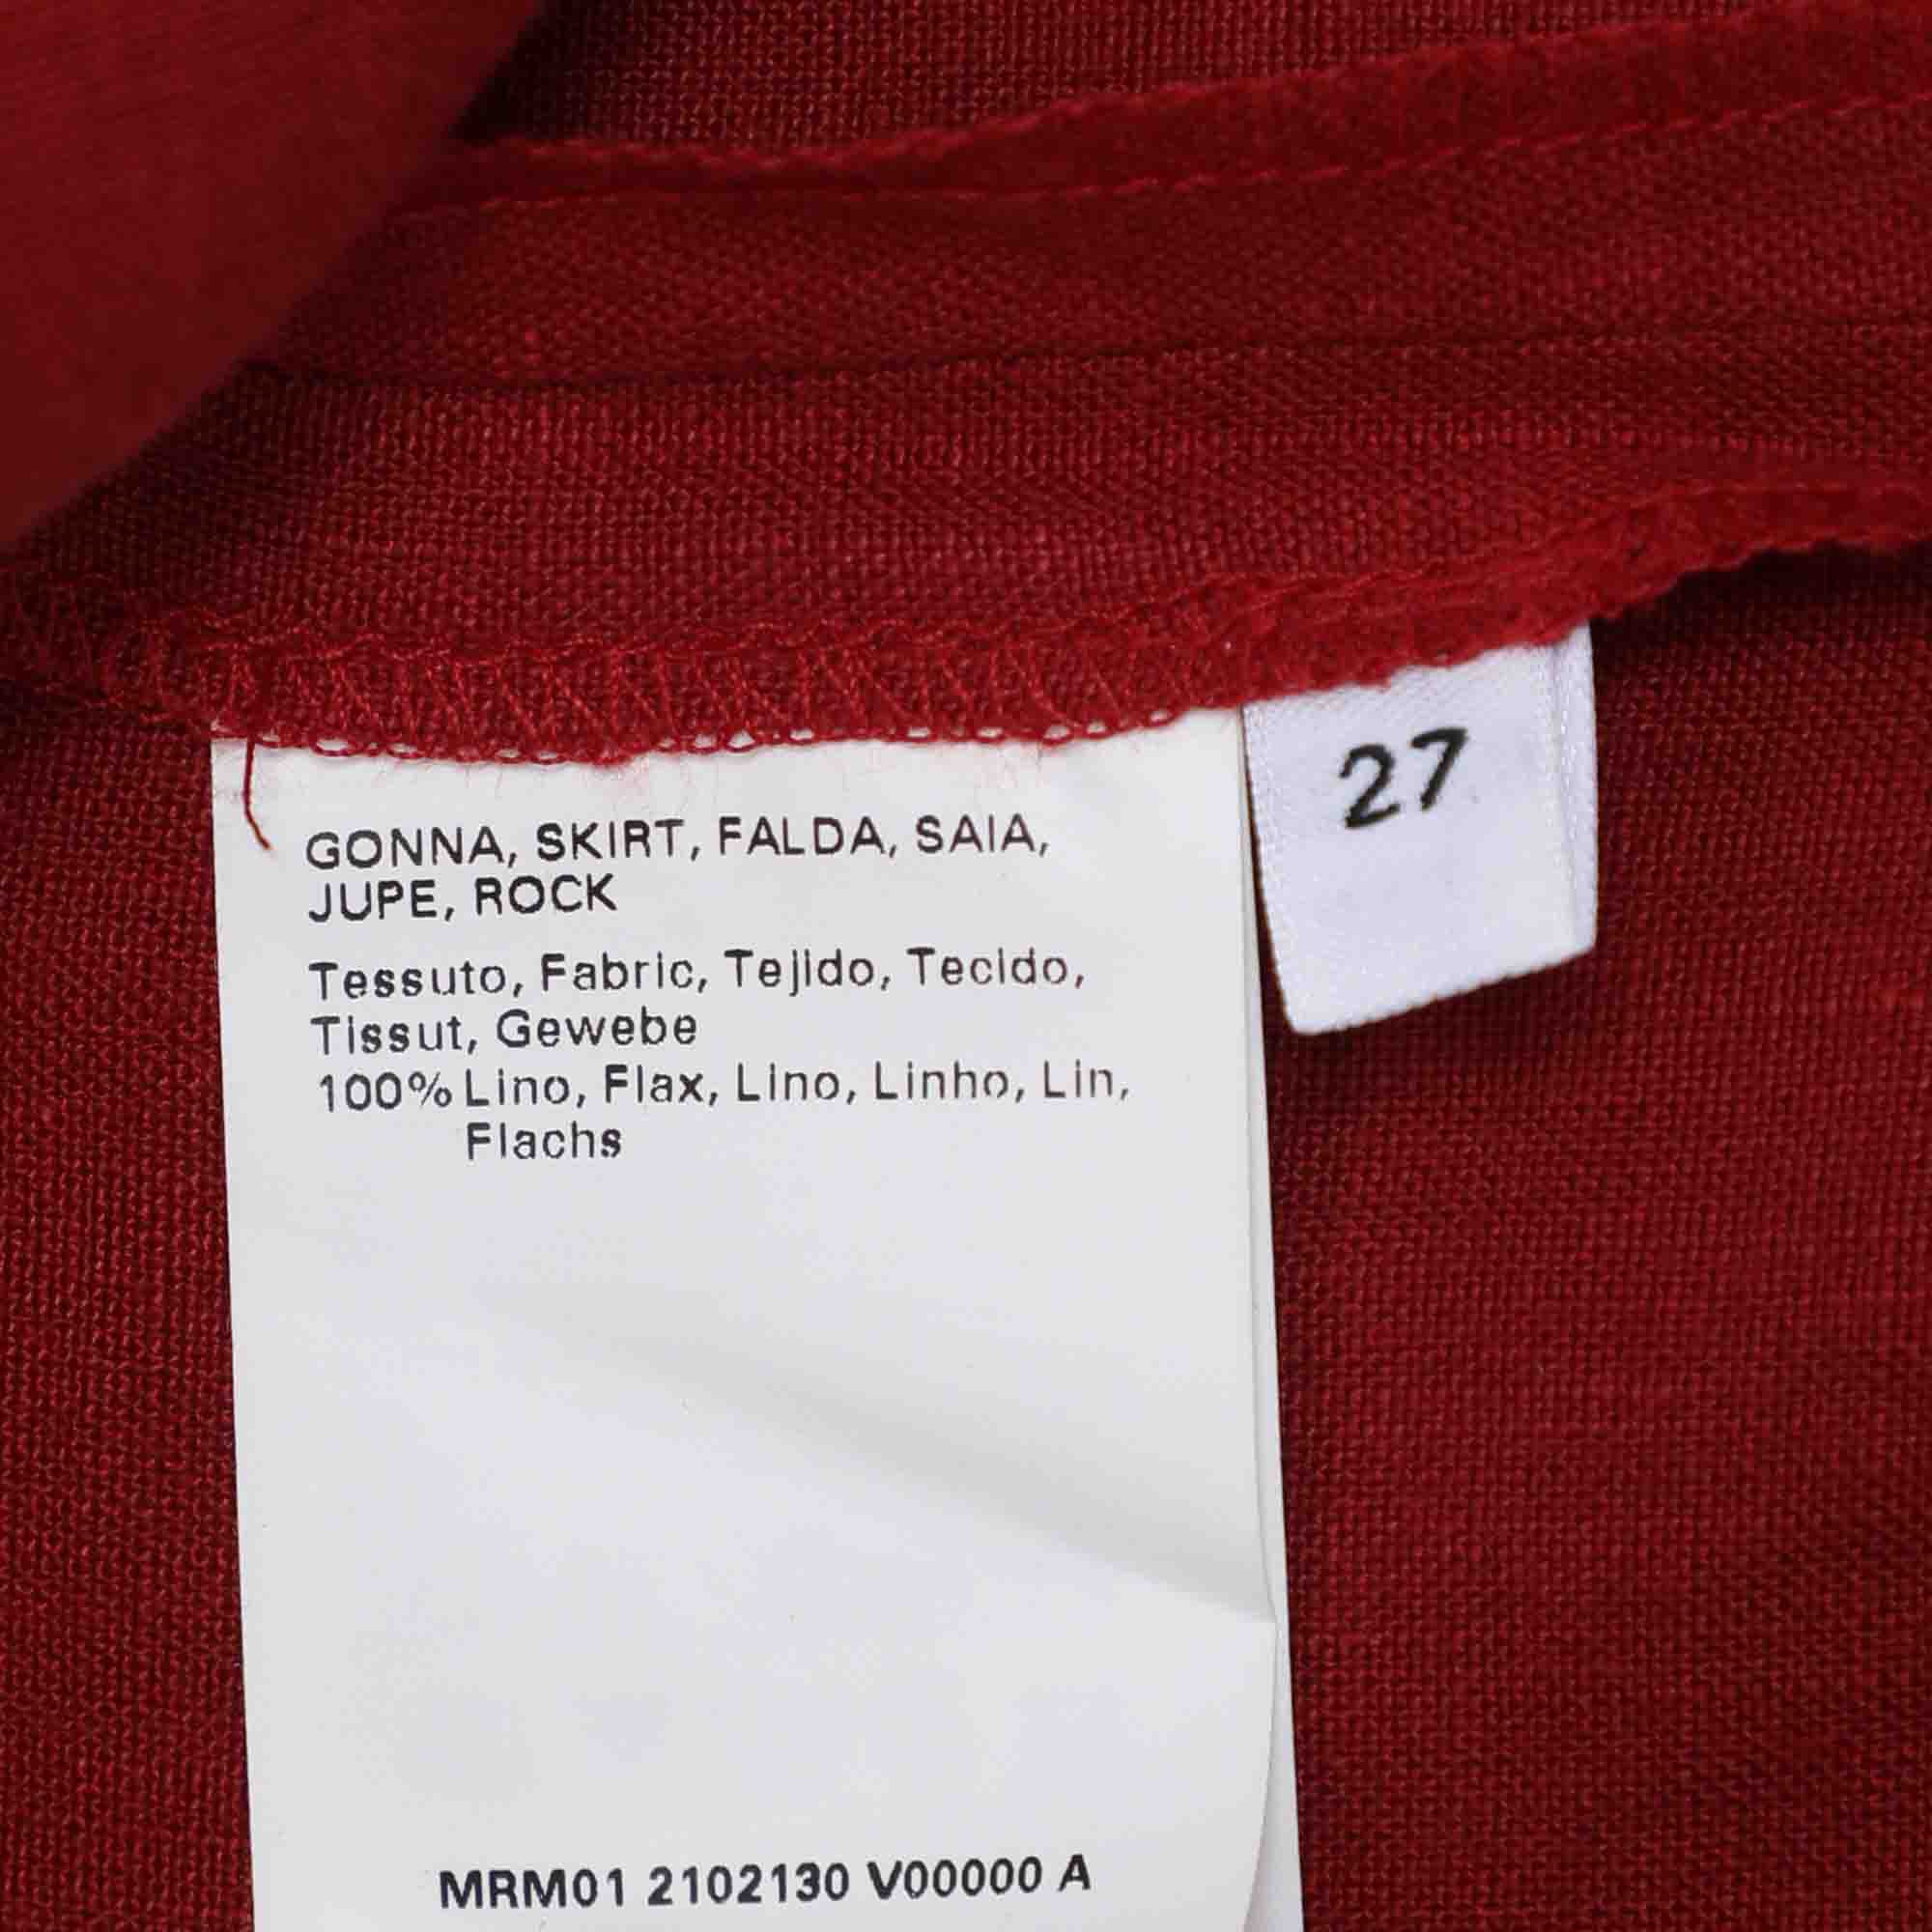 GONNA, SKIRT, FALDA, SAIA,
JUPE, ROCK
Tessuto, Fabric, Tejido, Tecido,
Tissut, Gewebe
100% Lino, Flax, Lino, Linho, Lin,
Flachs
MRM01 2102130 V00000 A
27